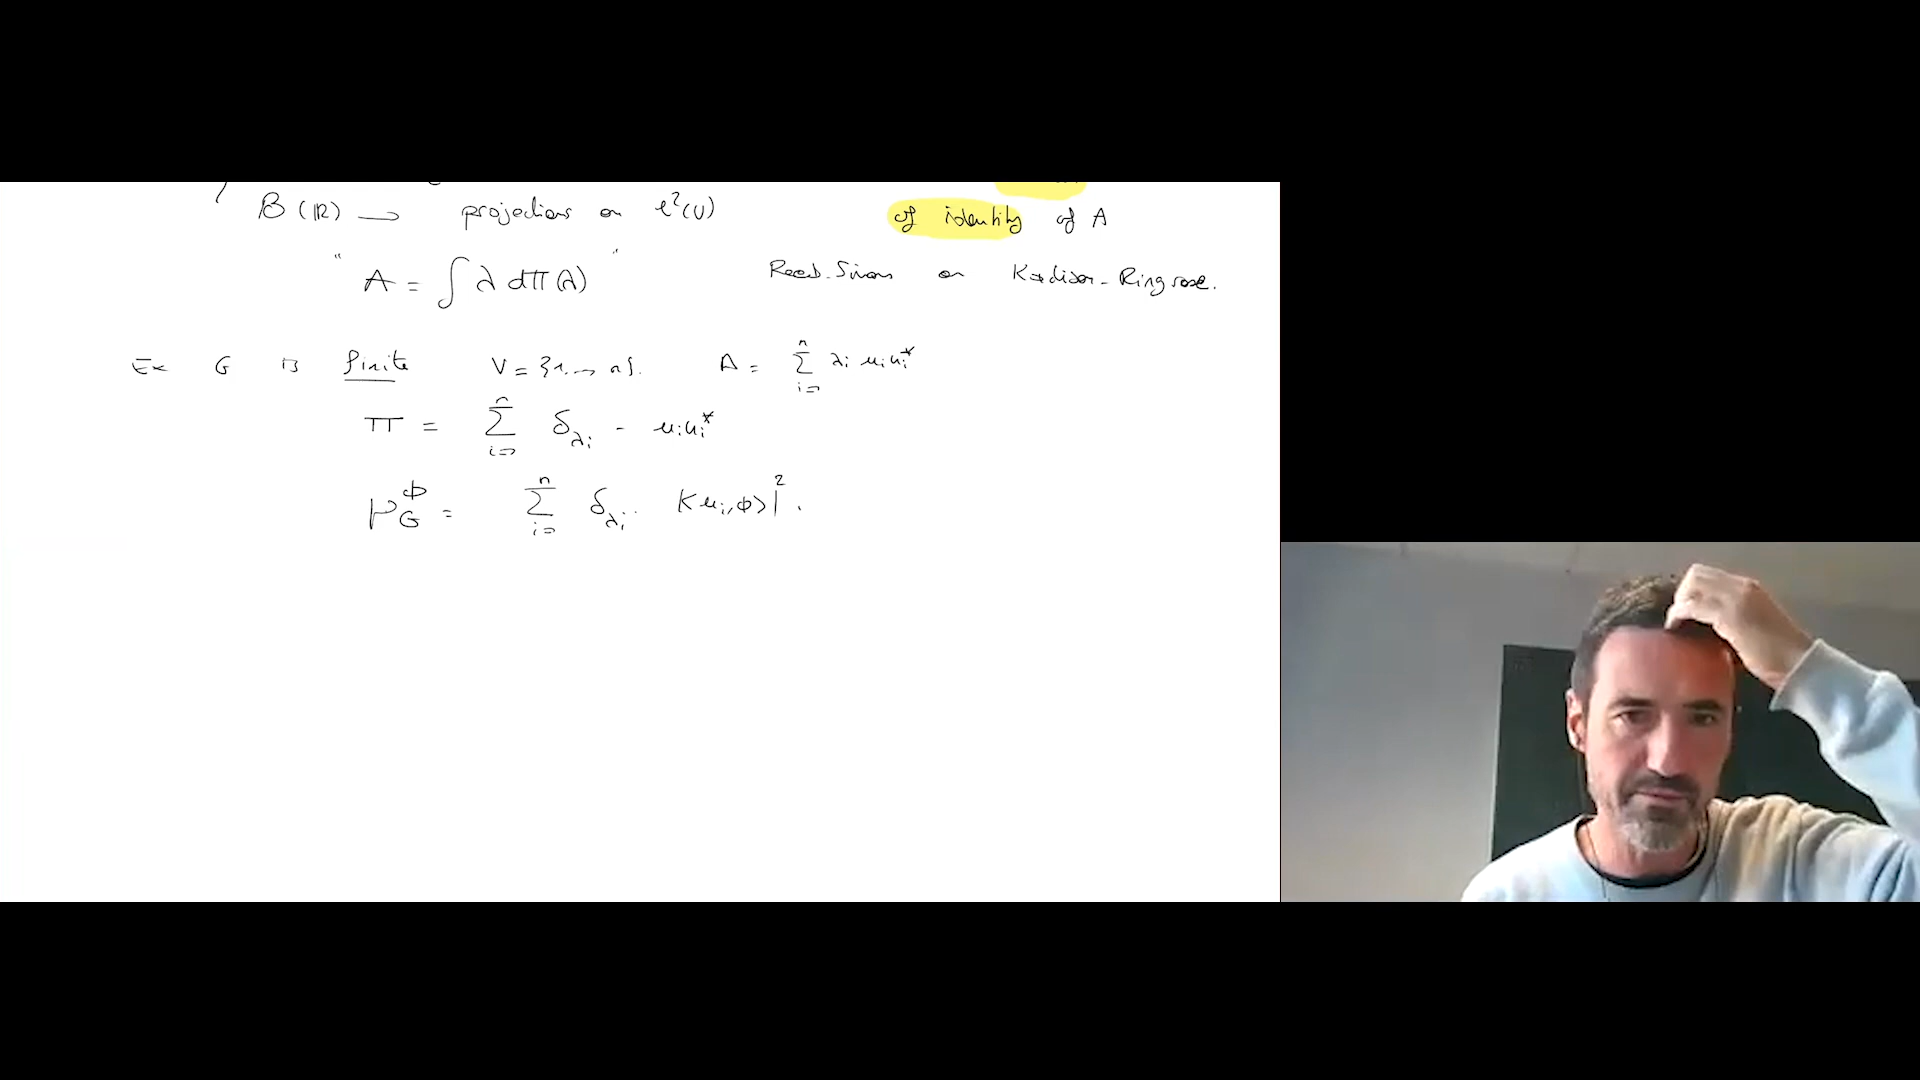 B(ℝ) → projections on ℓ²(V) of identity of A
" A = ∫ λ dΠ(λ) " Reed-Simon or Kadison-Ringrose.
Ex G is finite V = {1, ..., n}. A = Σ_{i=1}^{n} λ_i u_i u_i^*
Π = Σ_{i=1}^{n} δ_{λ_i} · u_i u_i^*
μ_G^φ = Σ_{i=1}^{n} δ_{λ_i} · |<u_i, φ>|².